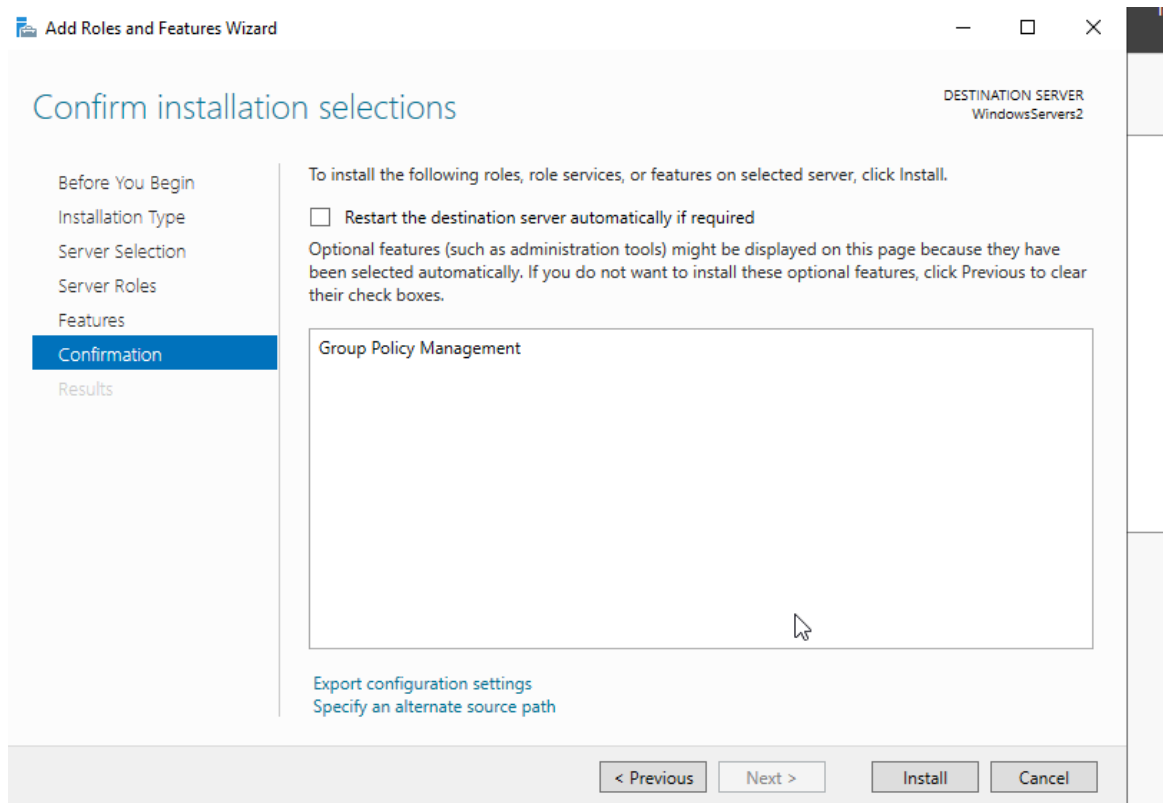 Add Roles and Features Wizard
Confirm installation selections
DESTINATION SERVER
WindowsServers2
Before You Begin
Installation Type
Server Selection
Server Roles
Features
Confirmation
Results
To install the following roles, role services, or features on selected server, click Install.
Restart the destination server automatically if required
Optional features (such as administration tools) might be displayed on this page because they have
been selected automatically. If you do not want to install these optional features, click Previous to clear
their check boxes.
Group Policy Management
Export configuration settings
Specify an alternate source path
< Previous
Next >
Install
Cancel